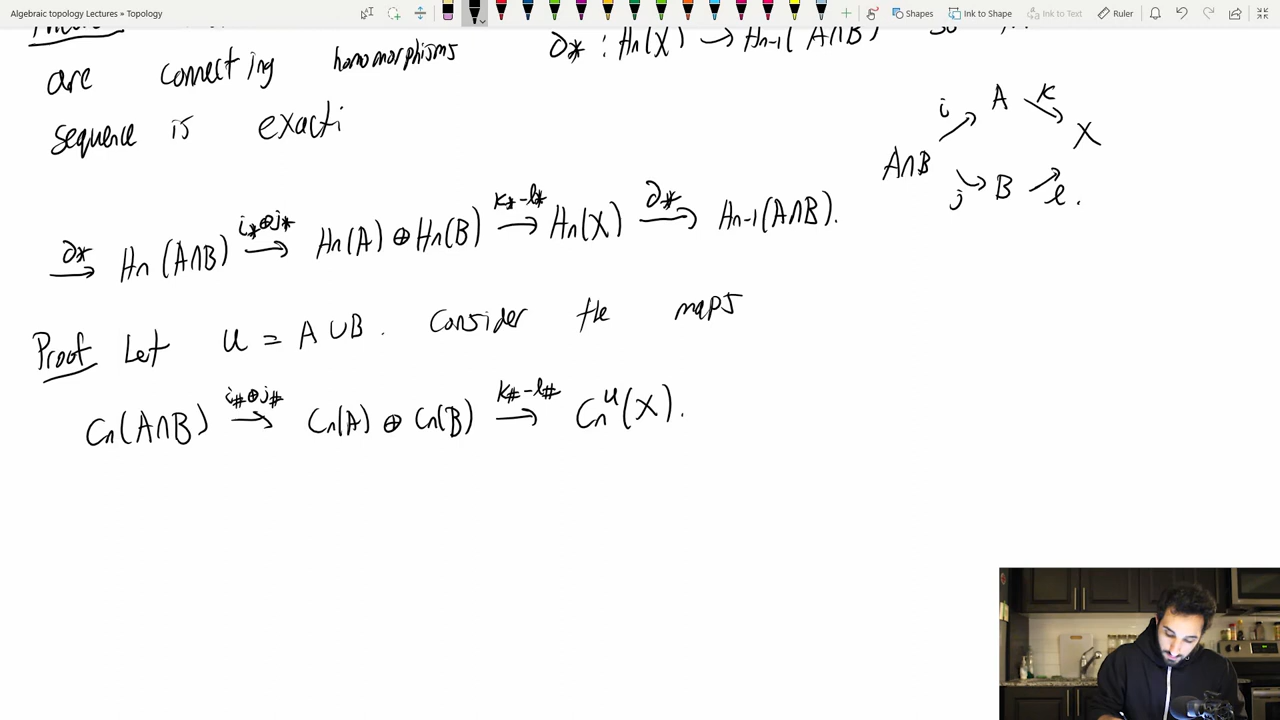 Algebraic topology Lectures » Topology
Shapes Ink to Shape Ink to Text Ruler
∂* : Hn(X) → Hn-1(A∩B) so
are connecting homomorphisms
sequence is exact:
i A k
A∩B X
j B l.
∂* → Hn(A∩B) i*⊕j* → Hn(A) ⊕ Hn(B) k*-l* → Hn(X) ∂* → Hn-1(A∩B).
Proof Let U = A∪B. Consider the maps
Cn(A∩B) i#⊕j# → Cn(A) ⊕ Cn(B) k#-l# → Cn^U(X).